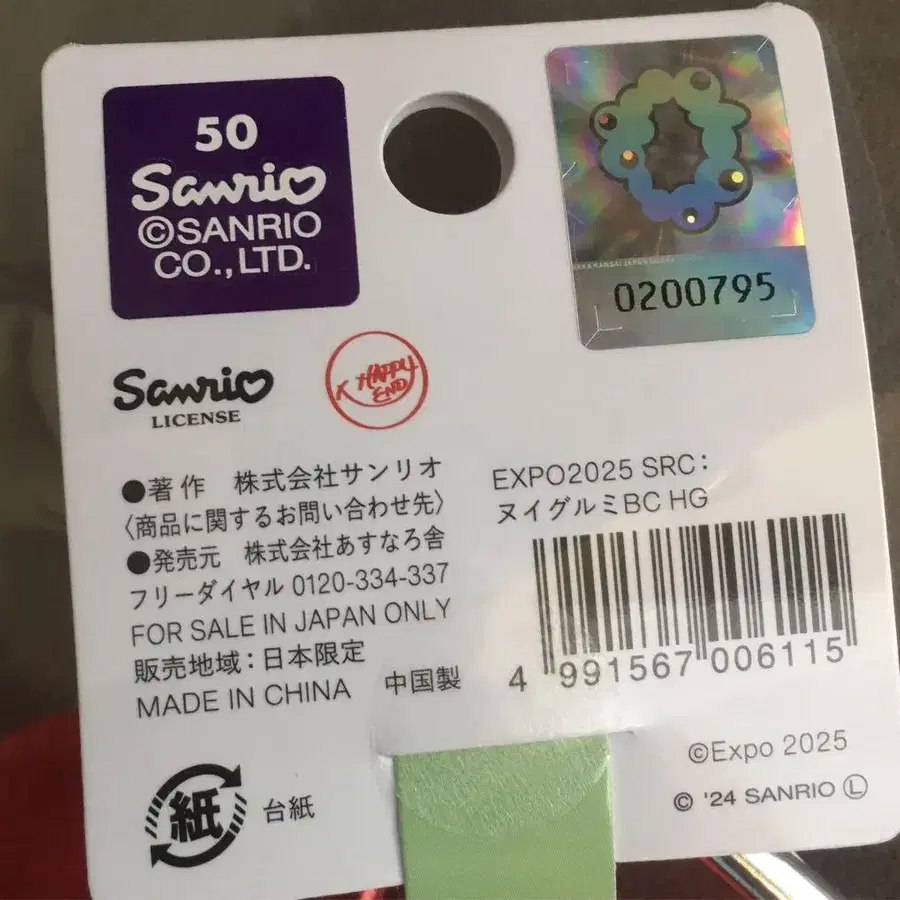 50
Sanrio
©SANRIO
CO.,LTD.
0200795
Sanrio
LICENSE
K HAPPY
END
●著作 株式会社サンリオ
〈商品に関するお問い合わせ先〉
●発売元 株式会社あすなろ舎
フリーダイヤル 0120-334-337
FOR SALE IN JAPAN ONLY
販売地域:日本限定
MADE IN CHINA 中国製
EXPO2025 SRC:
ヌイグルミBC HG
4 991567 006115
©Expo 2025
© '24 SANRIO Ⓛ
紙 台紙